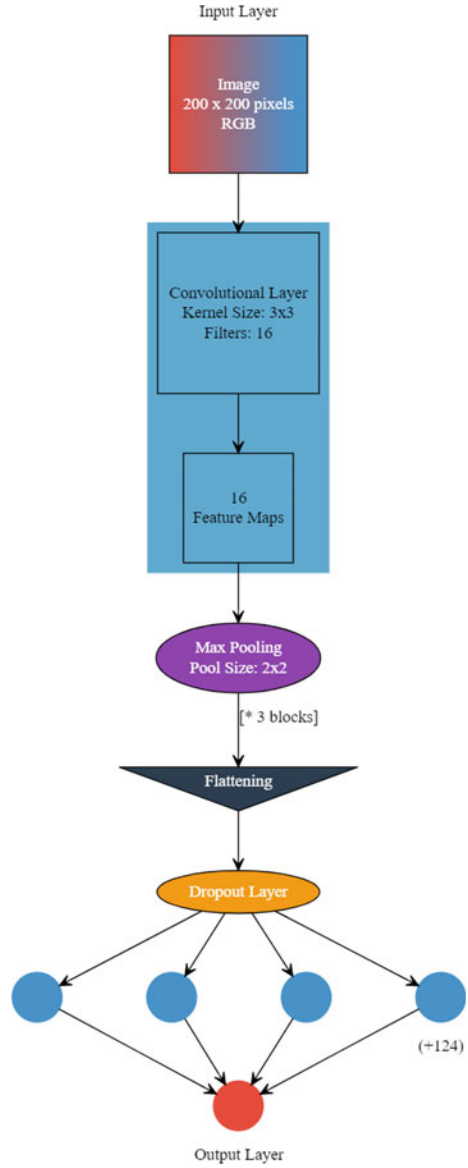 Input Layer
Image
200 x 200 pixels
RGB
Convolutional Layer
Kernel Size: 3x3
Filters: 16
16
Feature Maps
Max Pooling
Pool Size: 2x2
[* 3 blocks]
Flattening
Dropout Layer
(+124)
Output Layer